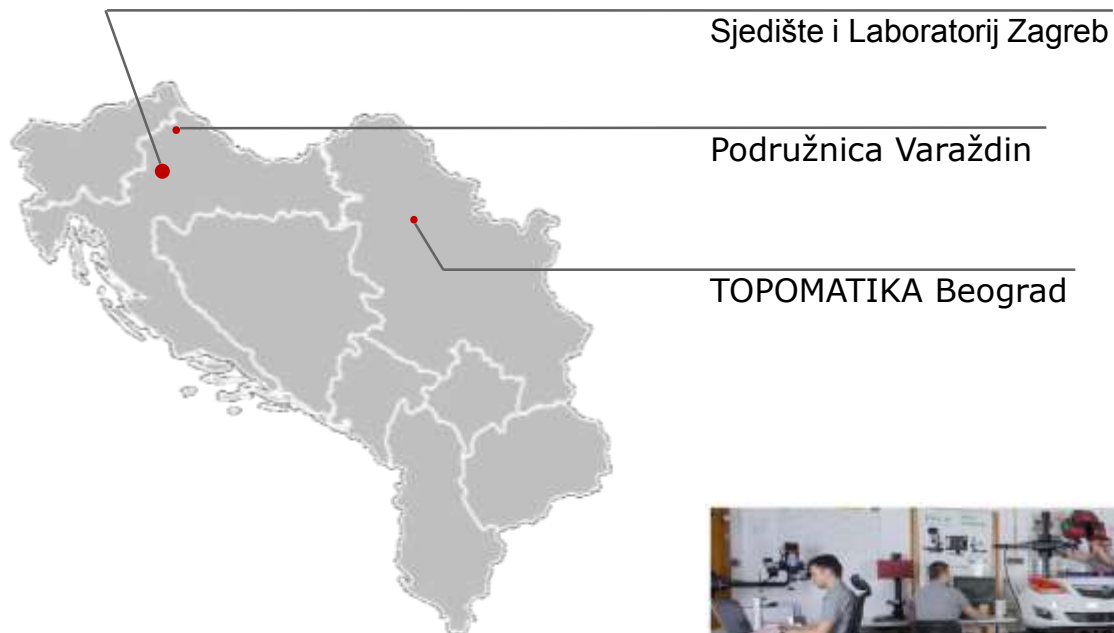 Sjedište i Laboratorij Zagreb
Podružnica Varaždin
TOPOMATIKA Beograd